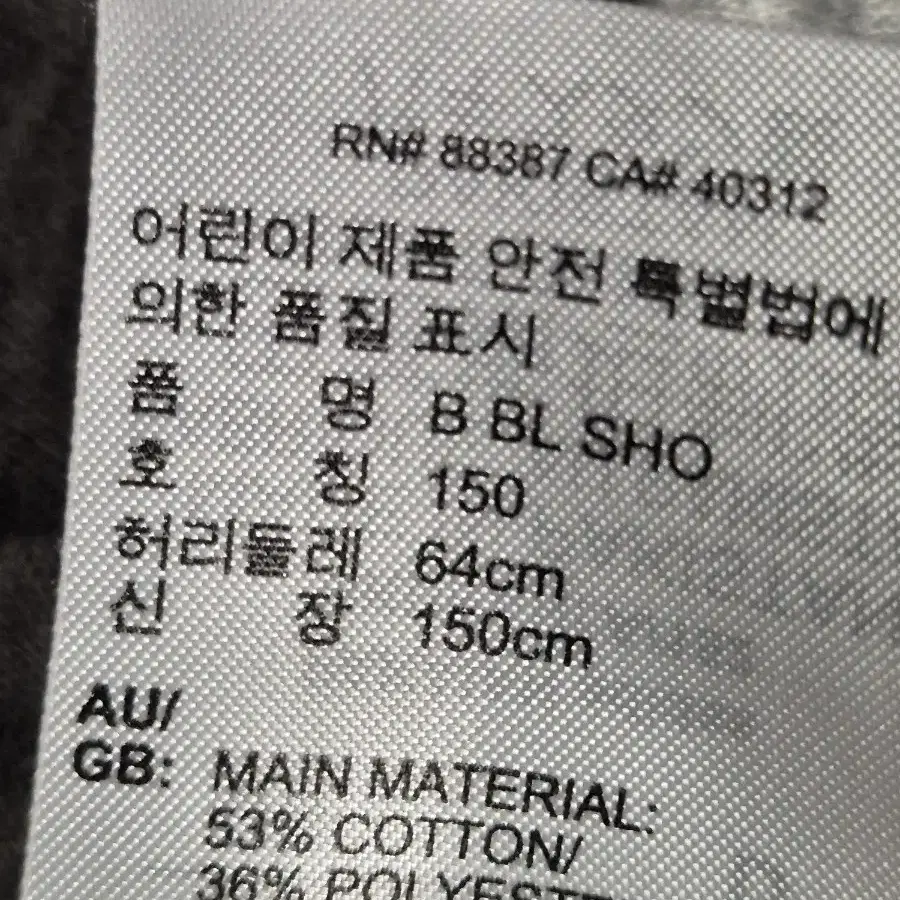 RN# 88387 CA# 40312
어린이 제품 안전 특별법에
의한 품질 표시
품 명 B BL SHO
호 칭 150
허리둘레 64cm
신 장 150cm
AU/
GB: MAIN MATERIAL:
53% COTTON/
36%